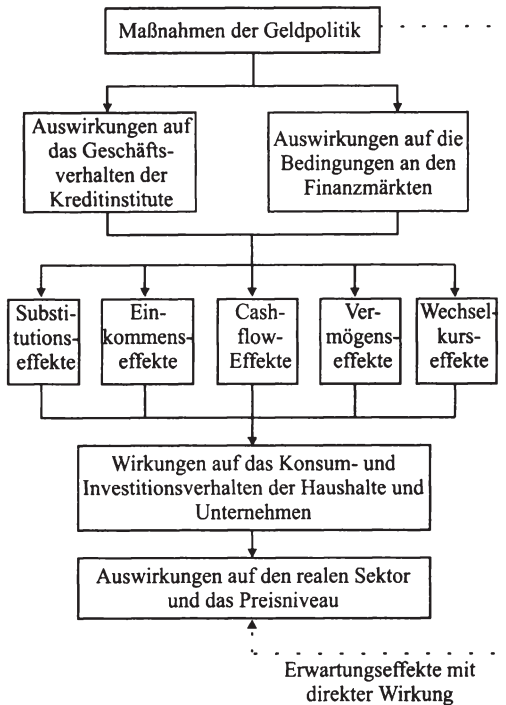 Maßnahmen der Geldpolitik
Auswirkungen auf
das Geschäfts-
verhalten der
Kreditinstitute
Auswirkungen auf die
Bedingungen an den
Finanzmärkten
Substi-
tutions-
effekte
Ein-
kommens-
effekte
Cash-
flow-
Effekte
Ver-
mögens-
effekte
Wechsel-
kurs-
effekte
Wirkungen auf das Konsum- und
Investitionsverhalten der Haushalte und
Unternehmen
Auswirkungen auf den realen Sektor
und das Preisniveau
Erwartungseffekte mit
direkter Wirkung